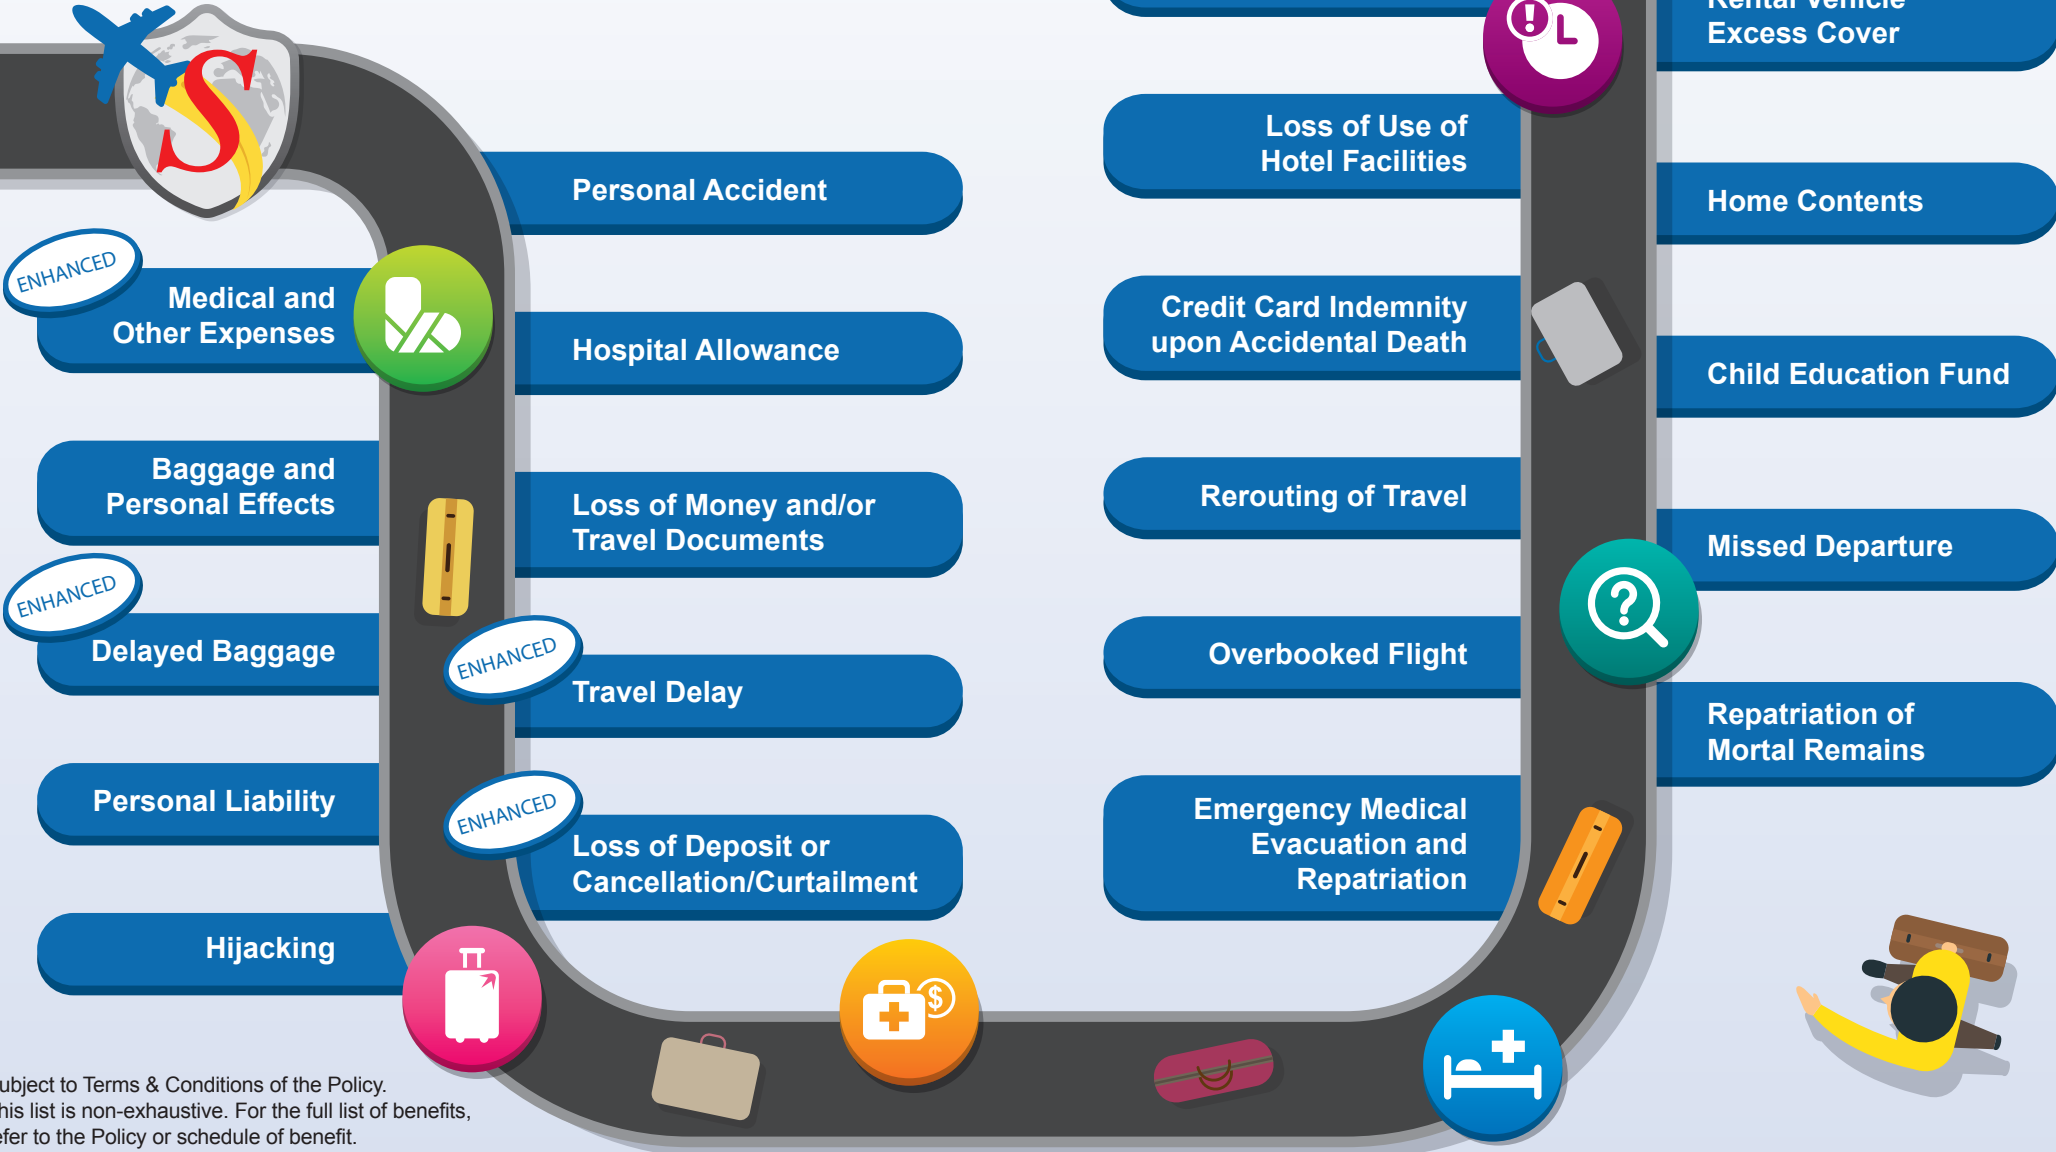 S
Personal Accident
ENHANCED
Medical and
Other Expenses
Hospital Allowance
Baggage and
Personal Effects
Loss of Money and/or
Travel Documents
ENHANCED
Delayed Baggage
ENHANCED
Travel Delay
Personal Liability
ENHANCED
Loss of Deposit or
Cancellation/Curtailment
Hijacking
$
Rental Vehicle
Excess Cover
Loss of Use of
Hotel Facilities
Home Contents
Credit Card Indemnity
upon Accidental Death
Child Education Fund
Rerouting of Travel
Missed Departure
?
Overbooked Flight
Repatriation of
Mortal Remains
Emergency Medical
Evacuation and
Repatriation
ubject to Terms & Conditions of the Policy.
his list is non-exhaustive. For the full list of benefits,
efer to the Policy or schedule of benefit.